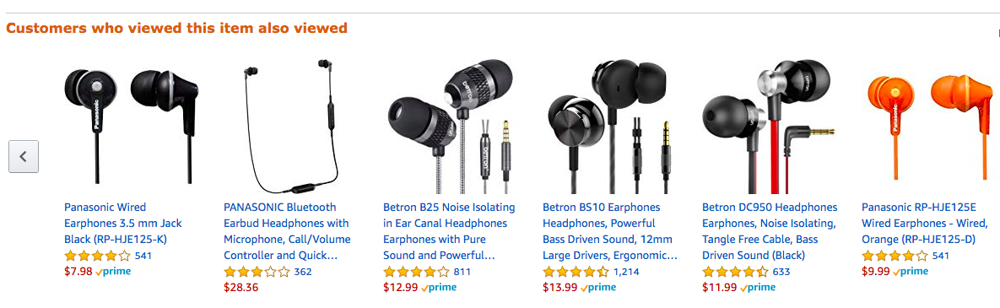 Customers who viewed this item also viewed
Panasonic
betron
betron
Panasonic
Panasonic Wired
Earphones 3.5 mm Jack
Black (RP-HJE125-K)
541
$7.98 prime
PANASONIC Bluetooth
Earbud Headphones with
Microphone, Call/Volume
Controller and Quick...
362
$28.36
Betron B25 Noise Isolating
in Ear Canal Headphones
Earphones with Pure
Sound and Powerful...
811
$12.99 prime
Betron BS10 Earphones
Headphones, Powerful
Bass Driven Sound, 12mm
Large Drivers, Ergonomic...
1,214
$13.99 prime
Betron DC950 Headphones
Earphones, Noise Isolating,
Tangle Free Cable, Bass
Driven Sound (Black)
633
$11.99 prime
Panasonic RP-HJE125E
Wired Earphones - Wired,
Orange (RP-HJE125-D)
541
$9.99 prime